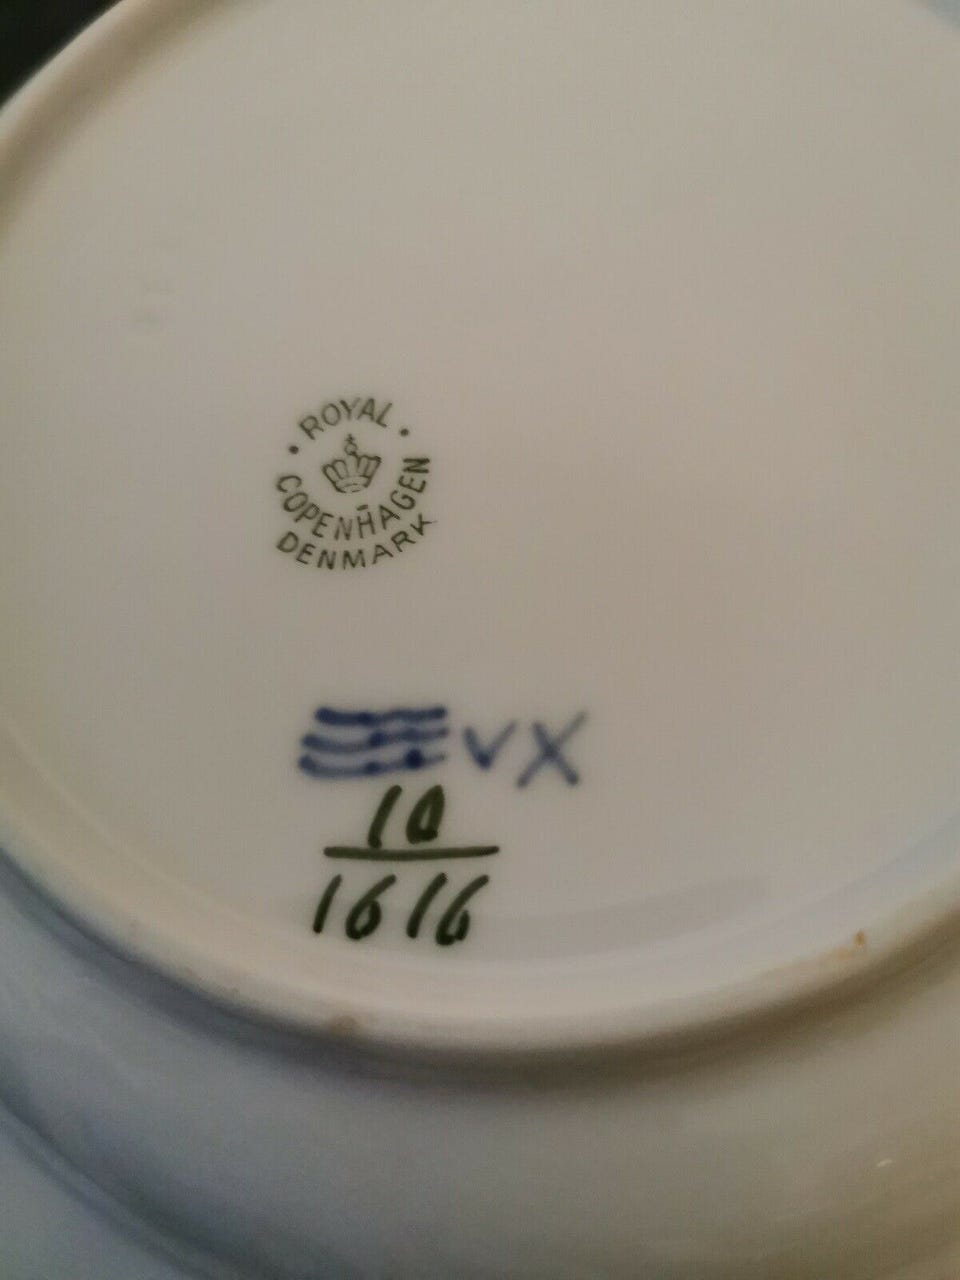 · ROYAL ·
COPENHAGEN
DENMARK
VX
10
1616